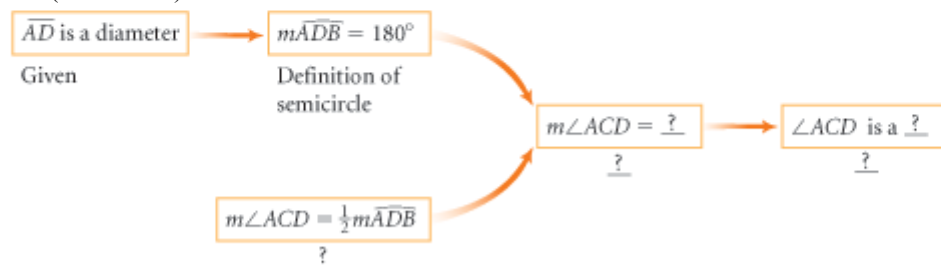 AD is a diameter
Given
mADB = 180°
Definition of
semicircle
m∠ACD = ?
?
∠ACD is a ?
?
m∠ACD = ½mADB
?